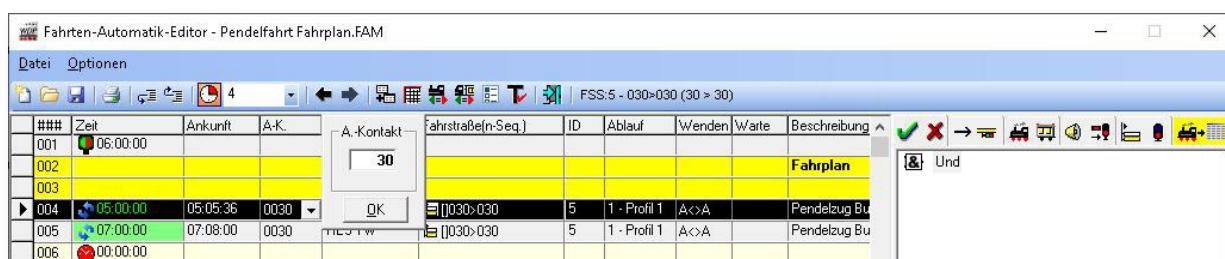 Fahrten-Automatik-Editor - Pendelfahrt Fahrplan.FAM
Datei Optionen
4 FSS:5 - 030>030 (30 > 30)
### Zeit Ankunft A-K. A.-Kontakt Fahrstraße(n-Seq.) ID Ablauf Wenden Warte Beschreibung
001 06:00:00
30
& Und
002 Fahrplan
003
004 05:00:00 05:05:36 0030 OK []030>030 5 1 - Profil 1 A<>A Pendelzug Bu
005 07:00:00 07:08:00 0030 []030>030 5 1 - Profil 1 A<>A Pendelzug Bu
006 00:00:00